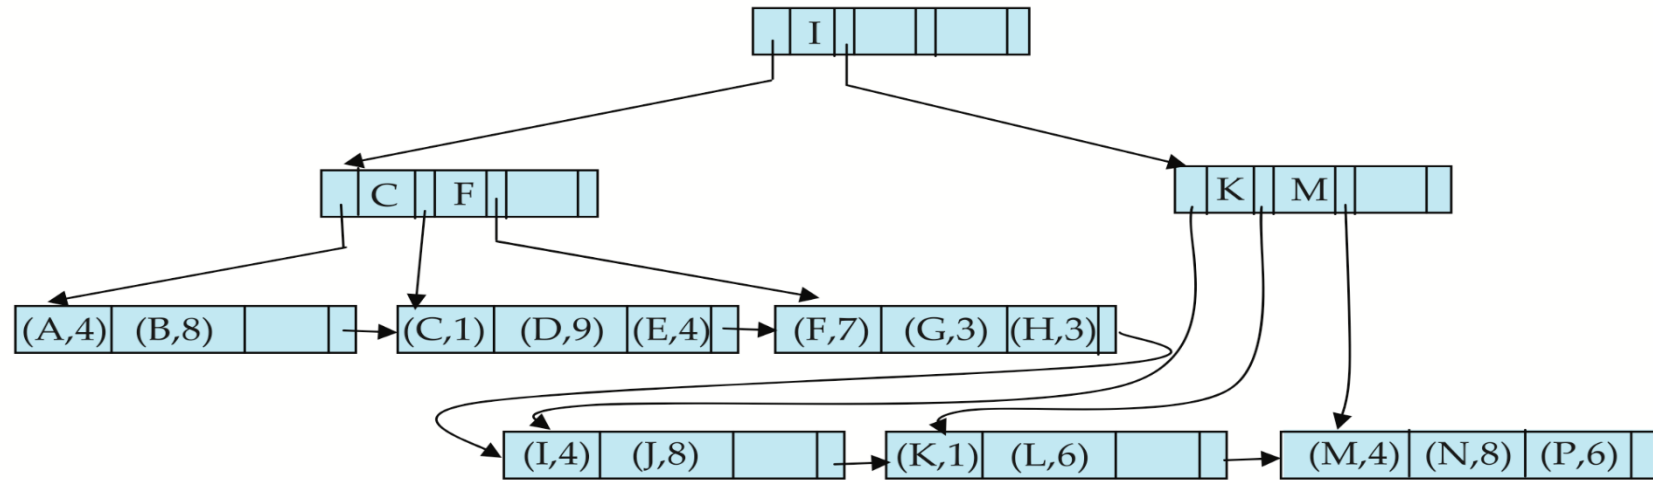 I
C F
K M
(A,4) (B,8) (C,1) (D,9) (E,4) (F,7) (G,3) (H,3)
(I,4) (J,8) (K,1) (L,6) (M,4) (N,8) (P,6)